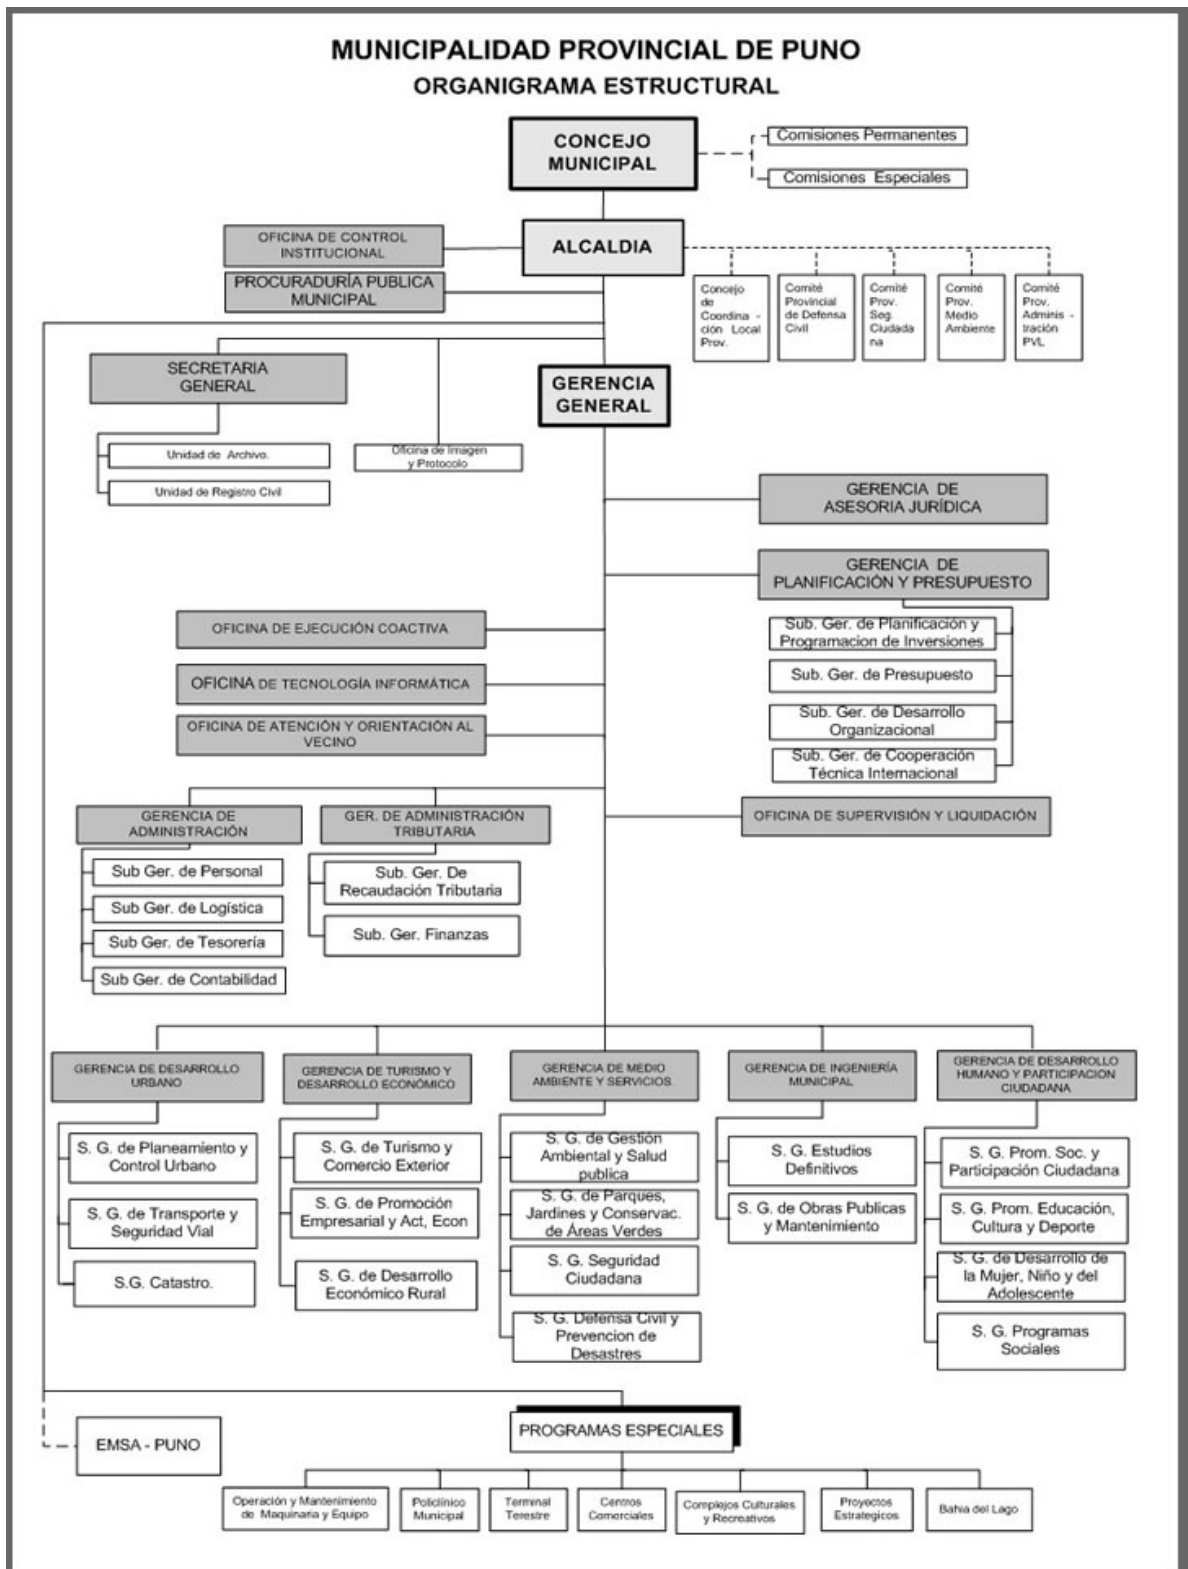 MUNICIPALIDAD PROVINCIAL DE PUNO
ORGANIGRAMA ESTRUCTURAL
CONCEJO
MUNICIPAL
Comisiones Permanentes
Comisiones Especiales
OFICINA DE CONTROL
INSTITUCIONAL
ALCALDIA
PROCURADURÍA PUBLICA
MUNICIPAL
Concejo
de
Coordina -
ción Local
Prov.
Comité
Provincial
de Defensa
Civil
Comité
Prov.
Seg.
Ciudada
na
Comité
Prov.
Medio
Ambiente
Comité
Prov.
Adminis -
tración
PVL
SECRETARIA
GENERAL
GERENCIA
GENERAL
Unidad de Archivo.
Unidad de Registro Civil
Oficina de Imagen
y Protocolo
GERENCIA DE
ASESORIA JURÍDICA
GERENCIA DE
PLANIFICACIÓN Y PRESUPUESTO
Sub. Ger. de Planificación y
Programacion de Inversiones
Sub. Ger. de Presupuesto
Sub. Ger. de Desarrollo
Organizacional
Sub. Ger. de Cooperación
Técnica Internacional
OFICINA DE EJECUCIÓN COACTIVA
OFICINA DE TECNOLOGÍA INFORMÁTICA
OFICINA DE ATENCIÓN Y ORIENTACIÓN AL
VECINO
GERENCIA DE
ADMINISTRACIÓN
Sub Ger. de Personal
Sub Ger. de Logística
Sub Ger. de Tesorería
Sub Ger. de Contabilidad
GER. DE ADMINISTRACIÓN
TRIBUTARIA
Sub. Ger. De
Recaudación Tributaria
Sub. Ger. Finanzas
OFICINA DE SUPERVISIÓN Y LIQUIDACIÓN
GERENCIA DE DESARROLLO
URBANO
S. G. de Planeamiento y
Control Urbano
S. G. de Transporte y
Seguridad Vial
S.G. Catastro.
GERENCIA DE TURISMO Y
DESARROLLO ECONÓMICO
S. G. de Turismo y
Comercio Exterior
S. G. de Promoción
Empresarial y Act, Econ
S. G. de Desarrollo
Económico Rural
GERENCIA DE MEDIO
AMBIENTE Y SERVICIOS.
S. G. de Gestión
Ambiental y Salud
publica
S. G. de Parques,
Jardines y Conservac.
de Áreas Verdes
S. G. Seguridad
Ciudadana
S. G. Defensa Civil y
Prevencion de
Desastres
GERENCIA DE INGENIERÍA
MUNICIPAL
S. G. Estudios
Definitivos
S. G. de Obras Publicas
y Mantenimiento
GERENCIA DE DESARROLLO
HUMANO Y PARTICIPACION
CIUDADANA
S. G. Prom. Soc. y
Participación Ciudadana
S. G. Prom. Educación,
Cultura y Deporte
S. G. de Desarrollo de
la Mujer, Niño y del
Adolescente
S. G. Programas
Sociales
EMSA - PUNO
PROGRAMAS ESPECIALES
Operación y Mantenimiento
de Maquinaria y Equipo
Policlínico
Municipal
Terminal
Terestre
Centros
Comerciales
Complejos Culturales
y Recreativos
Proyectos
Estrategicos
Bahia del Lago